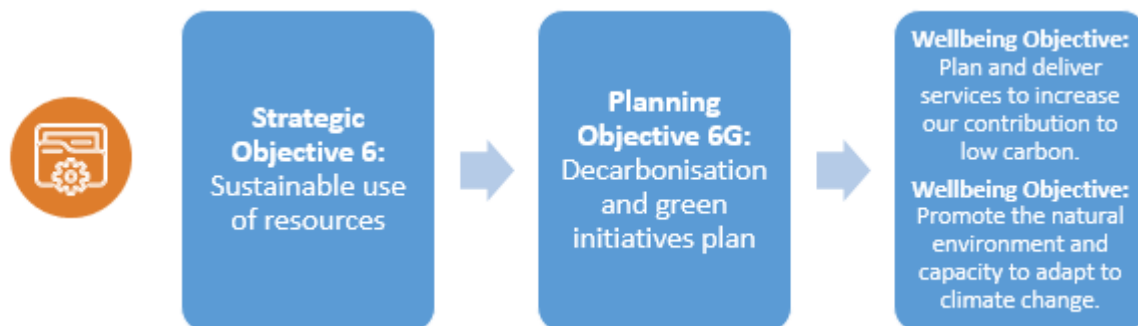 Strategic
Objective 6:
Sustainable use
of resources
Planning
Objective 6G:
Decarbonisation
and green
initiatives plan
Wellbeing Objective:
Plan and deliver
services to increase
our contribution to
low carbon.
Wellbeing Objective:
Promote the natural
environment and
capacity to adapt to
climate change.